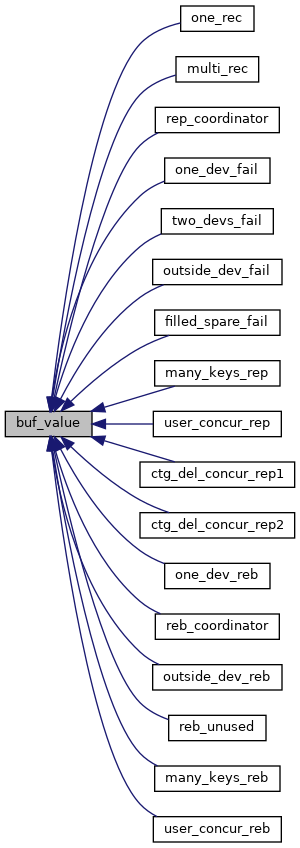 one_rec
multi_rec
rep_coordinator
one_dev_fail
two_devs_fail
outside_dev_fail
filled_spare_fail
many_keys_rep
buf_value
user_concur_rep
ctg_del_concur_rep1
ctg_del_concur_rep2
one_dev_reb
reb_coordinator
outside_dev_reb
reb_unused
many_keys_reb
user_concur_reb